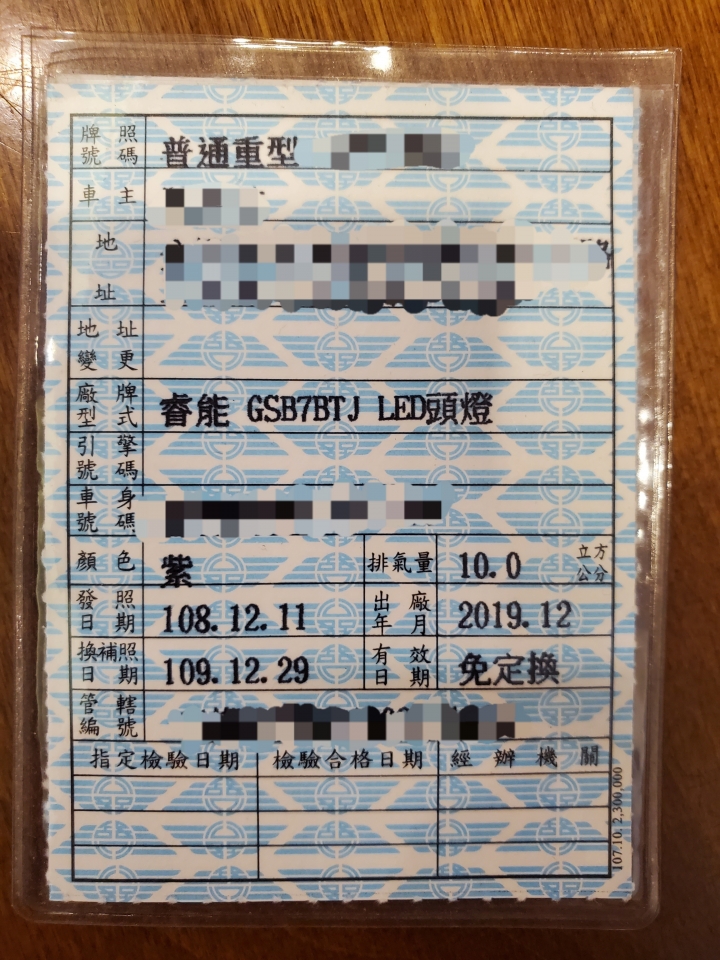 牌照號碼 普通重型
車主
地址
地址變更
廠牌型式 睿能 GSB7BTJ LED頭燈
引擎號碼
車身號碼
顏色 紫 排氣量 10.0 立方公分
發照日期 108.12.11 出廠年月 2019.12
換補照日期 109.12.29 有效日期 免定換
管轄編號
指定檢驗日期 檢驗合格日期 經辦機關
107.10. 2,300,000